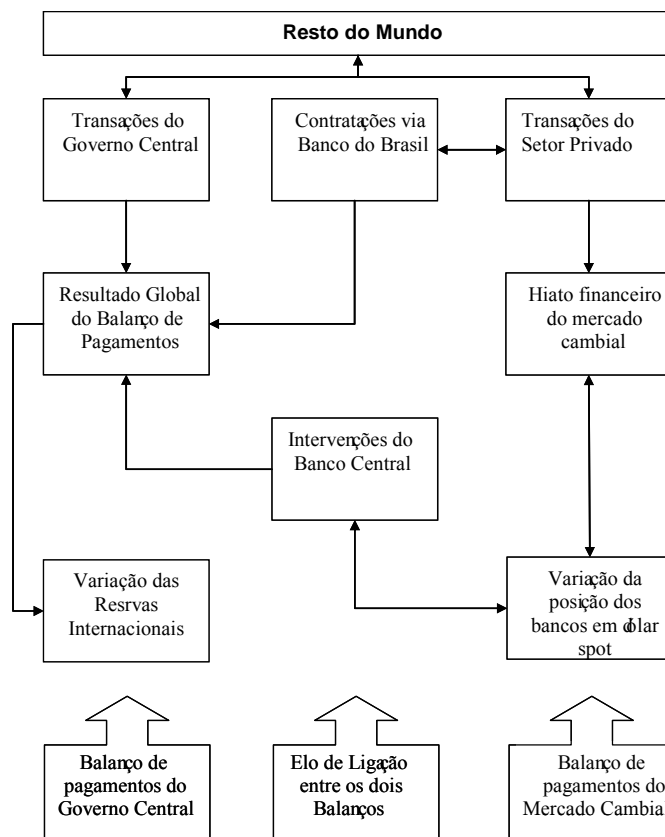 Resto do Mundo
Transações do
Governo Central
Contratações via
Banco do Brasil
Transações do
Setor Privado
Resultado Global
do Balanço de
Pagamentos
Hiato financeiro
do mercado
cambial
Intervenções do
Banco Central
Variação das
Resrvas
Internacionais
Variação da
posição dos
bancos em dólar
spot
Balanço de
pagamentos do
Governo Central
Elo de Ligação
entre os dois
Balanços
Balanço de
pagamentos do
Mercado Cambial